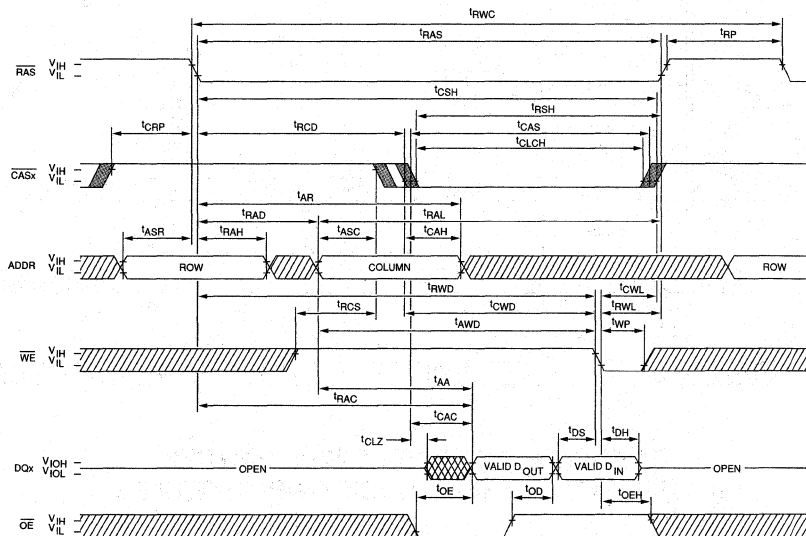 tRWC
tRAS
tRP
RAS VIH
VIL
tCSH
tRSH
tCRP
tRCD
tCAS
tCLCH
CASx VIH
VIL
tAR
tRAD
tRAL
tASR
tRAH
tASC
tCAH
ADDR VIH
VIL
ROW
COLUMN
ROW
tRWD
tCWL
tRCS
tCWD
tRWL
tAWD
tWP
WE VIH
VIL
tAA
tRAC
tCAC
tCLZ
tDS
tDH
DQx VIOH
VIOL
OPEN
VALID DOUT
VALID DIN
OPEN
tOE
tOD
tOEH
OE VIH
VIL